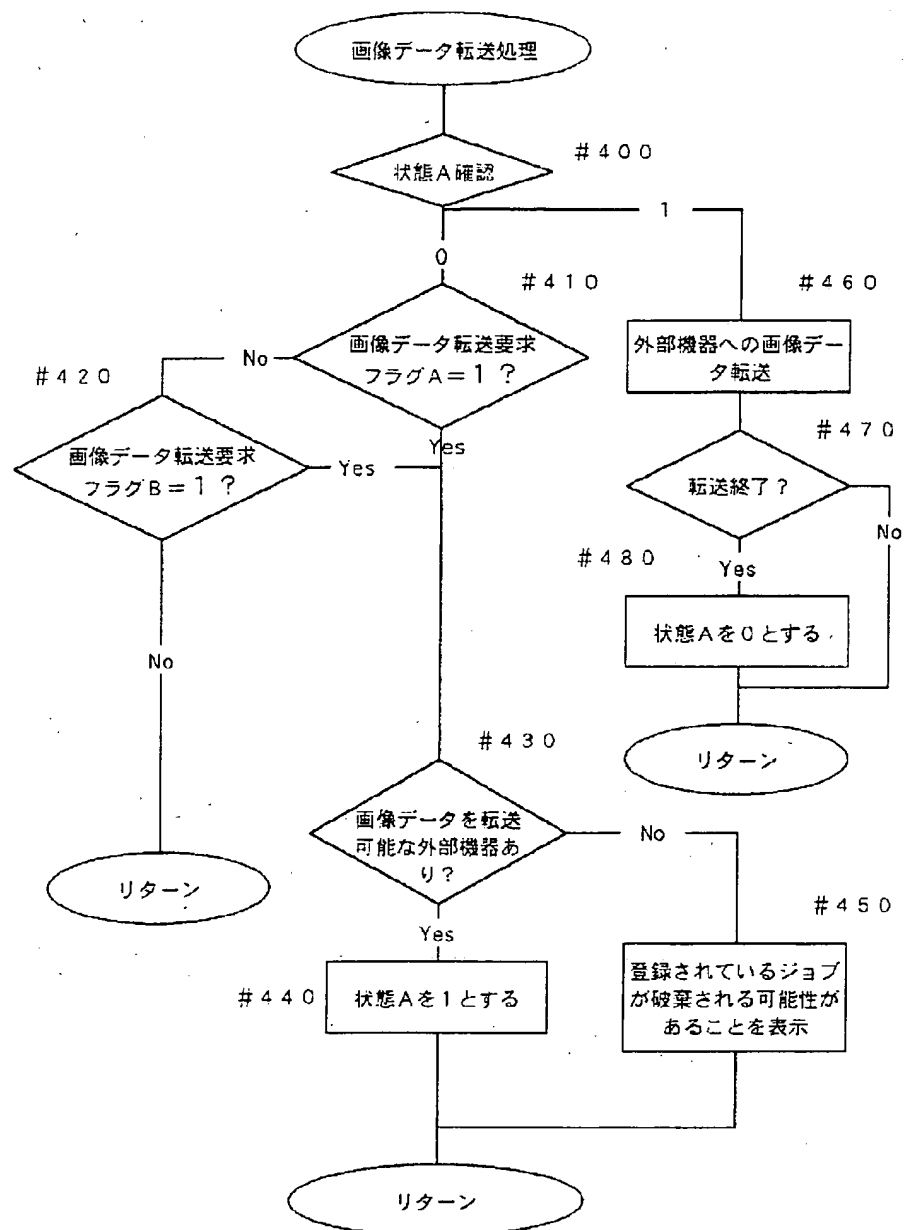 画像データ転送処理
状態A確認
#400
1
0
#410
#460
画像データ転送要求
フラグA=1?
No
#420
外部機器への画像デー
タ転送
Yes
画像データ転送要求
フラグB=1?
Yes
#470
転送終了?
No
#480
Yes
状態Aを0とする
No
#430
リターン
画像データを転送
可能な外部機器あ
り?
No
リターン
#450
Yes
#440
状態Aを1とする
登録されているジョブ
が破棄される可能性が
あることを表示
リターン